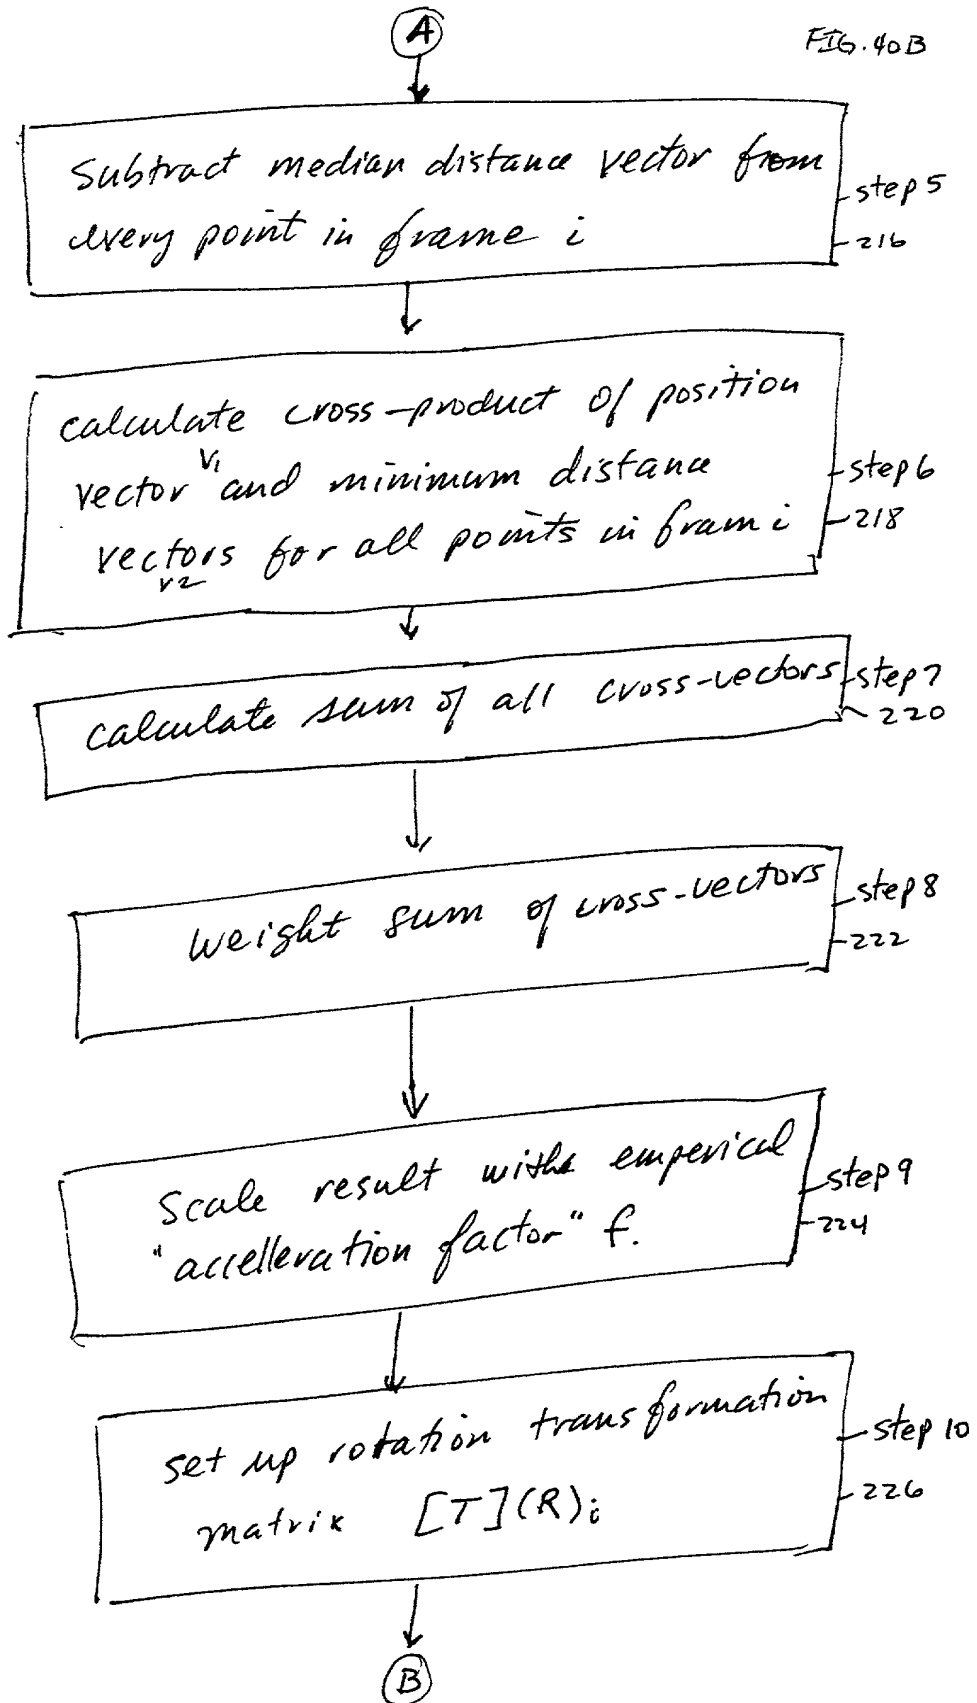 A
FIG. 40B
Subtract median distance vector from
every point in frame i
step 5
216
calculate cross-product of position
vector V1 and minimum distance
vectors V2 for all points in fram i
step 6
218
calculate sum of all cross-vectors
step 7
220
weight sum of cross-vectors
step 8
222
Scale result with emperical
"accelleration factor" f.
step 9
224
set up rotation transformation
matrix [T](R)i
step 10
226
B